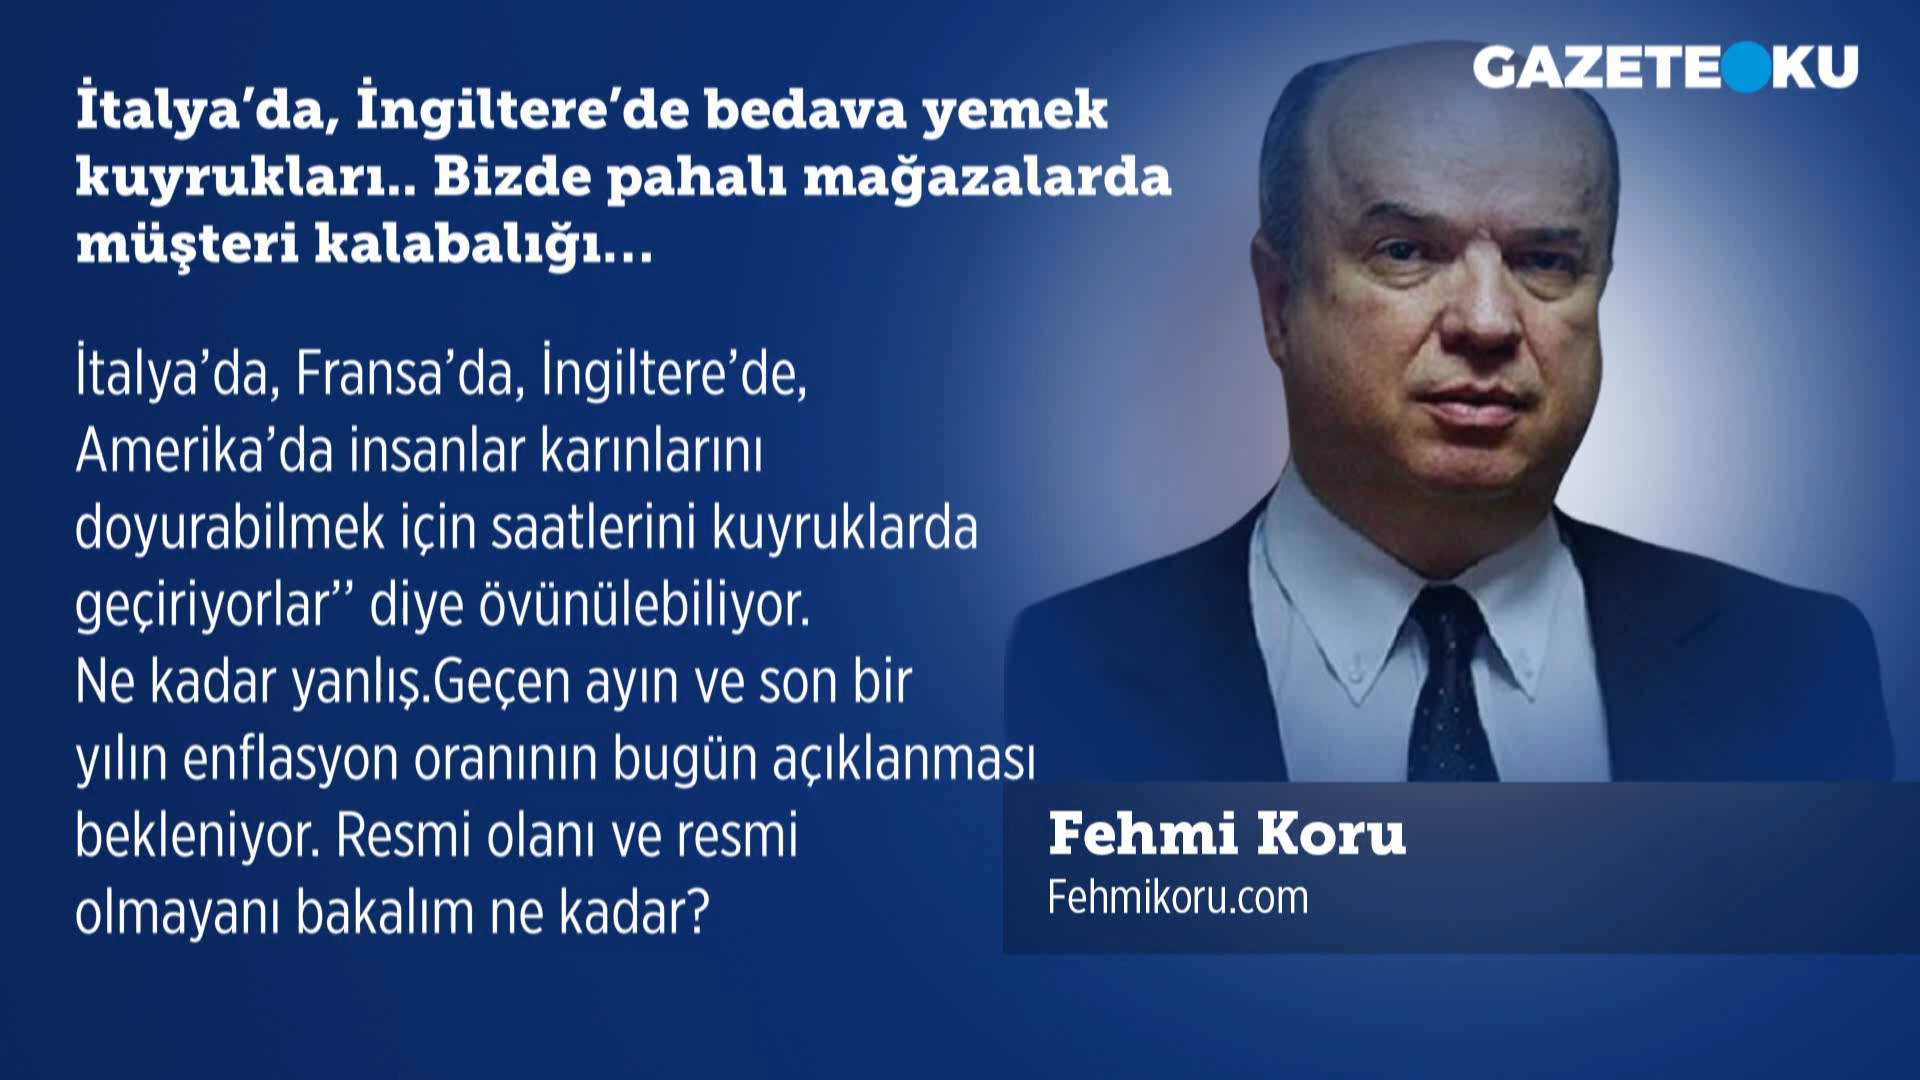 GAZETEOKU
İtalya’da, İngiltere’de bedava yemek
kuyrukları.. Bizde pahalı mağazalarda
müşteri kalabalığı...
İtalya’da, Fransa’da, İngiltere’de,
Amerika’da insanlar karınlarını
doyurabilmek için saatlerini kuyruklarda
geçiriyorlar’’ diye övünülebiliyor.
Ne kadar yanlış.Geçen ayın ve son bir
yılın enflasyon oranının bugün açıklanması
bekleniyor. Resmi olanı ve resmi
olmayanı bakalım ne kadar?
Fehmi Koru
Fehmikoru.com